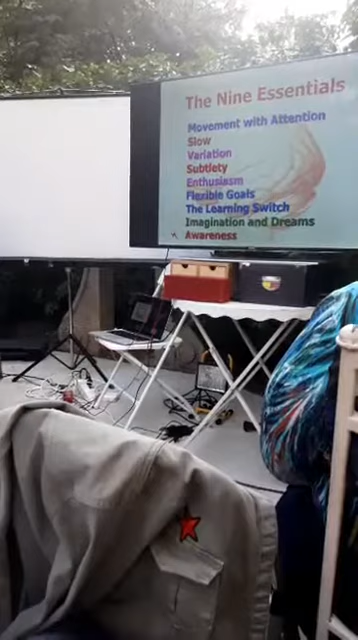 The Nine Essentials
Movement with Attention
Slow
Variation
Subtlety
Enthusiasm
Flexible Goals
The Learning Switch
Imagination and Dreams
Awareness